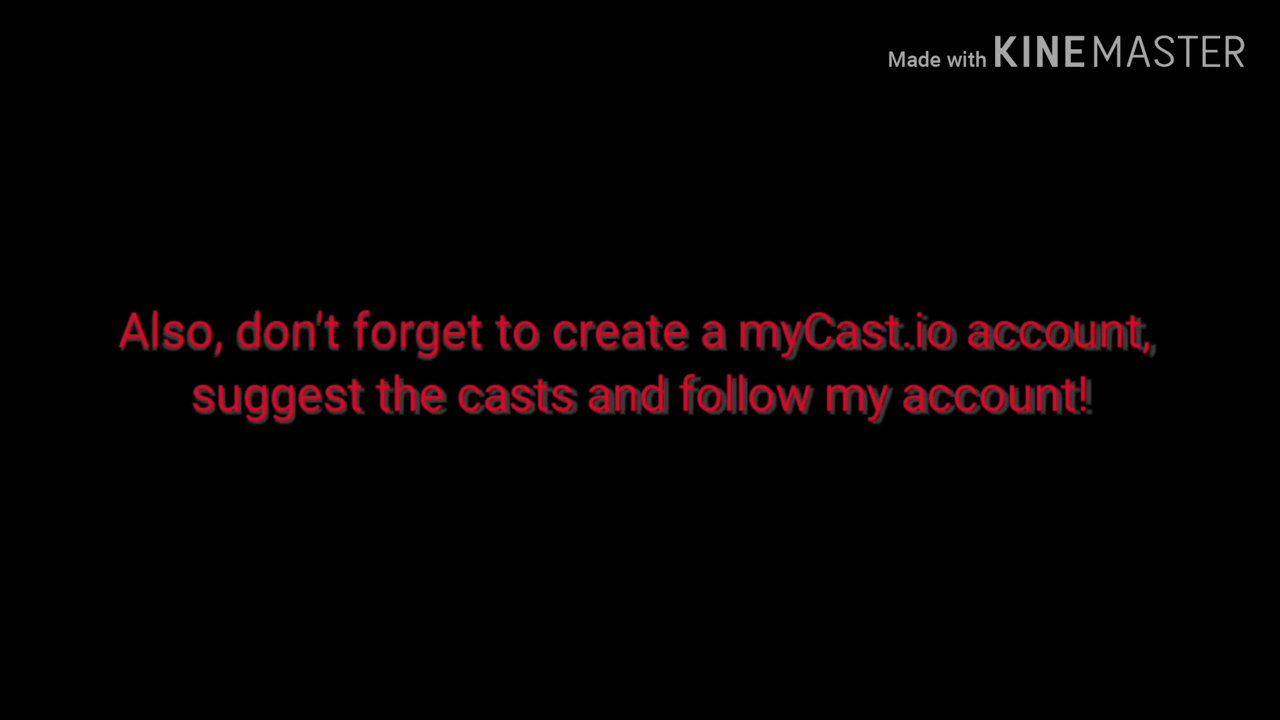 Made with KINEMASTER
Also, don't forget to create a myCast.io account,
suggest the casts and follow my account!